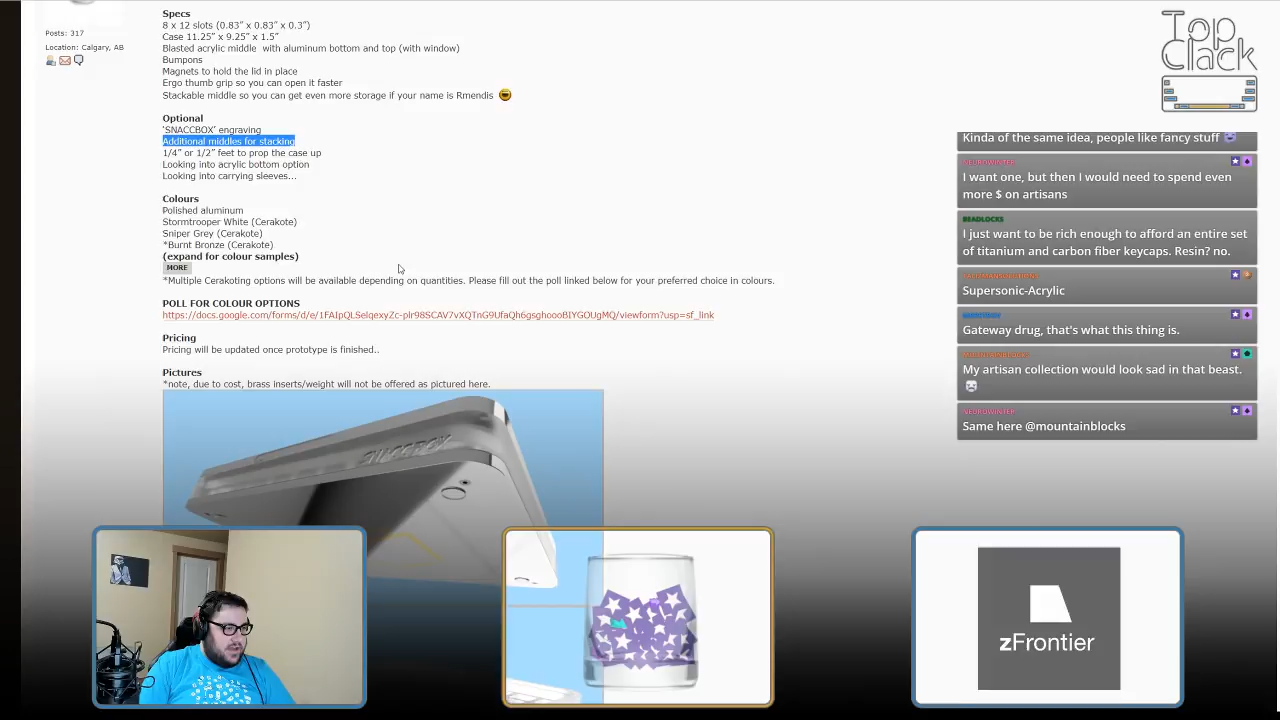 Posts: 317
Location: Calgary, AB
Specs
8 x 12 slots (0.83” x 0.83” x 0.3”)
Case 11.25” x 9.25” x 1.5”
Blasted acrylic middle with aluminum bottom and top (with window)
Bumpons
Magnets to hold the lid in place
Ergo thumb grip so you can open it faster
Stackable middle so you can get even more storage if your name is Rmendis
Optional
‘SNACCBOX’ engraving
Additional middles for stacking
1/4” or 1/2” feet to prop the case up
Looking into acrylic bottom option
Looking into carrying sleeves...
Colours
Polished aluminum
Stormtrooper White (Cerakote)
Sniper Grey (Cerakote)
*Burnt Bronze (Cerakote)
(expand for colour samples)
MORE
*Multiple Cerakoting options will be available depending on quantities. Please fill out the poll linked below for your preferred choice in colours.
POLL FOR COLOUR OPTIONS
Pricing
Pricing will be updated once prototype is finished..
Pictures
*note, due to cost, brass inserts/weight will not be offered as pictured here.
SNACCBOX
Top
Clack
Kinda of the same idea, people like fancy stuff
NEUROWINTER
I want one, but then I would need to spend even
more $ on artisans
BEADLOCKS
I just want to be rich enough to afford an entire set
of titanium and carbon fiber keycaps. Resin? no.
Supersonic-Acrylic
Gateway drug, that's what this thing is.
MOUNTAINBLOCKS
My artisan collection would look sad in that beast.
NEUROWINTER
Same here @mountainblocks
zFrontier